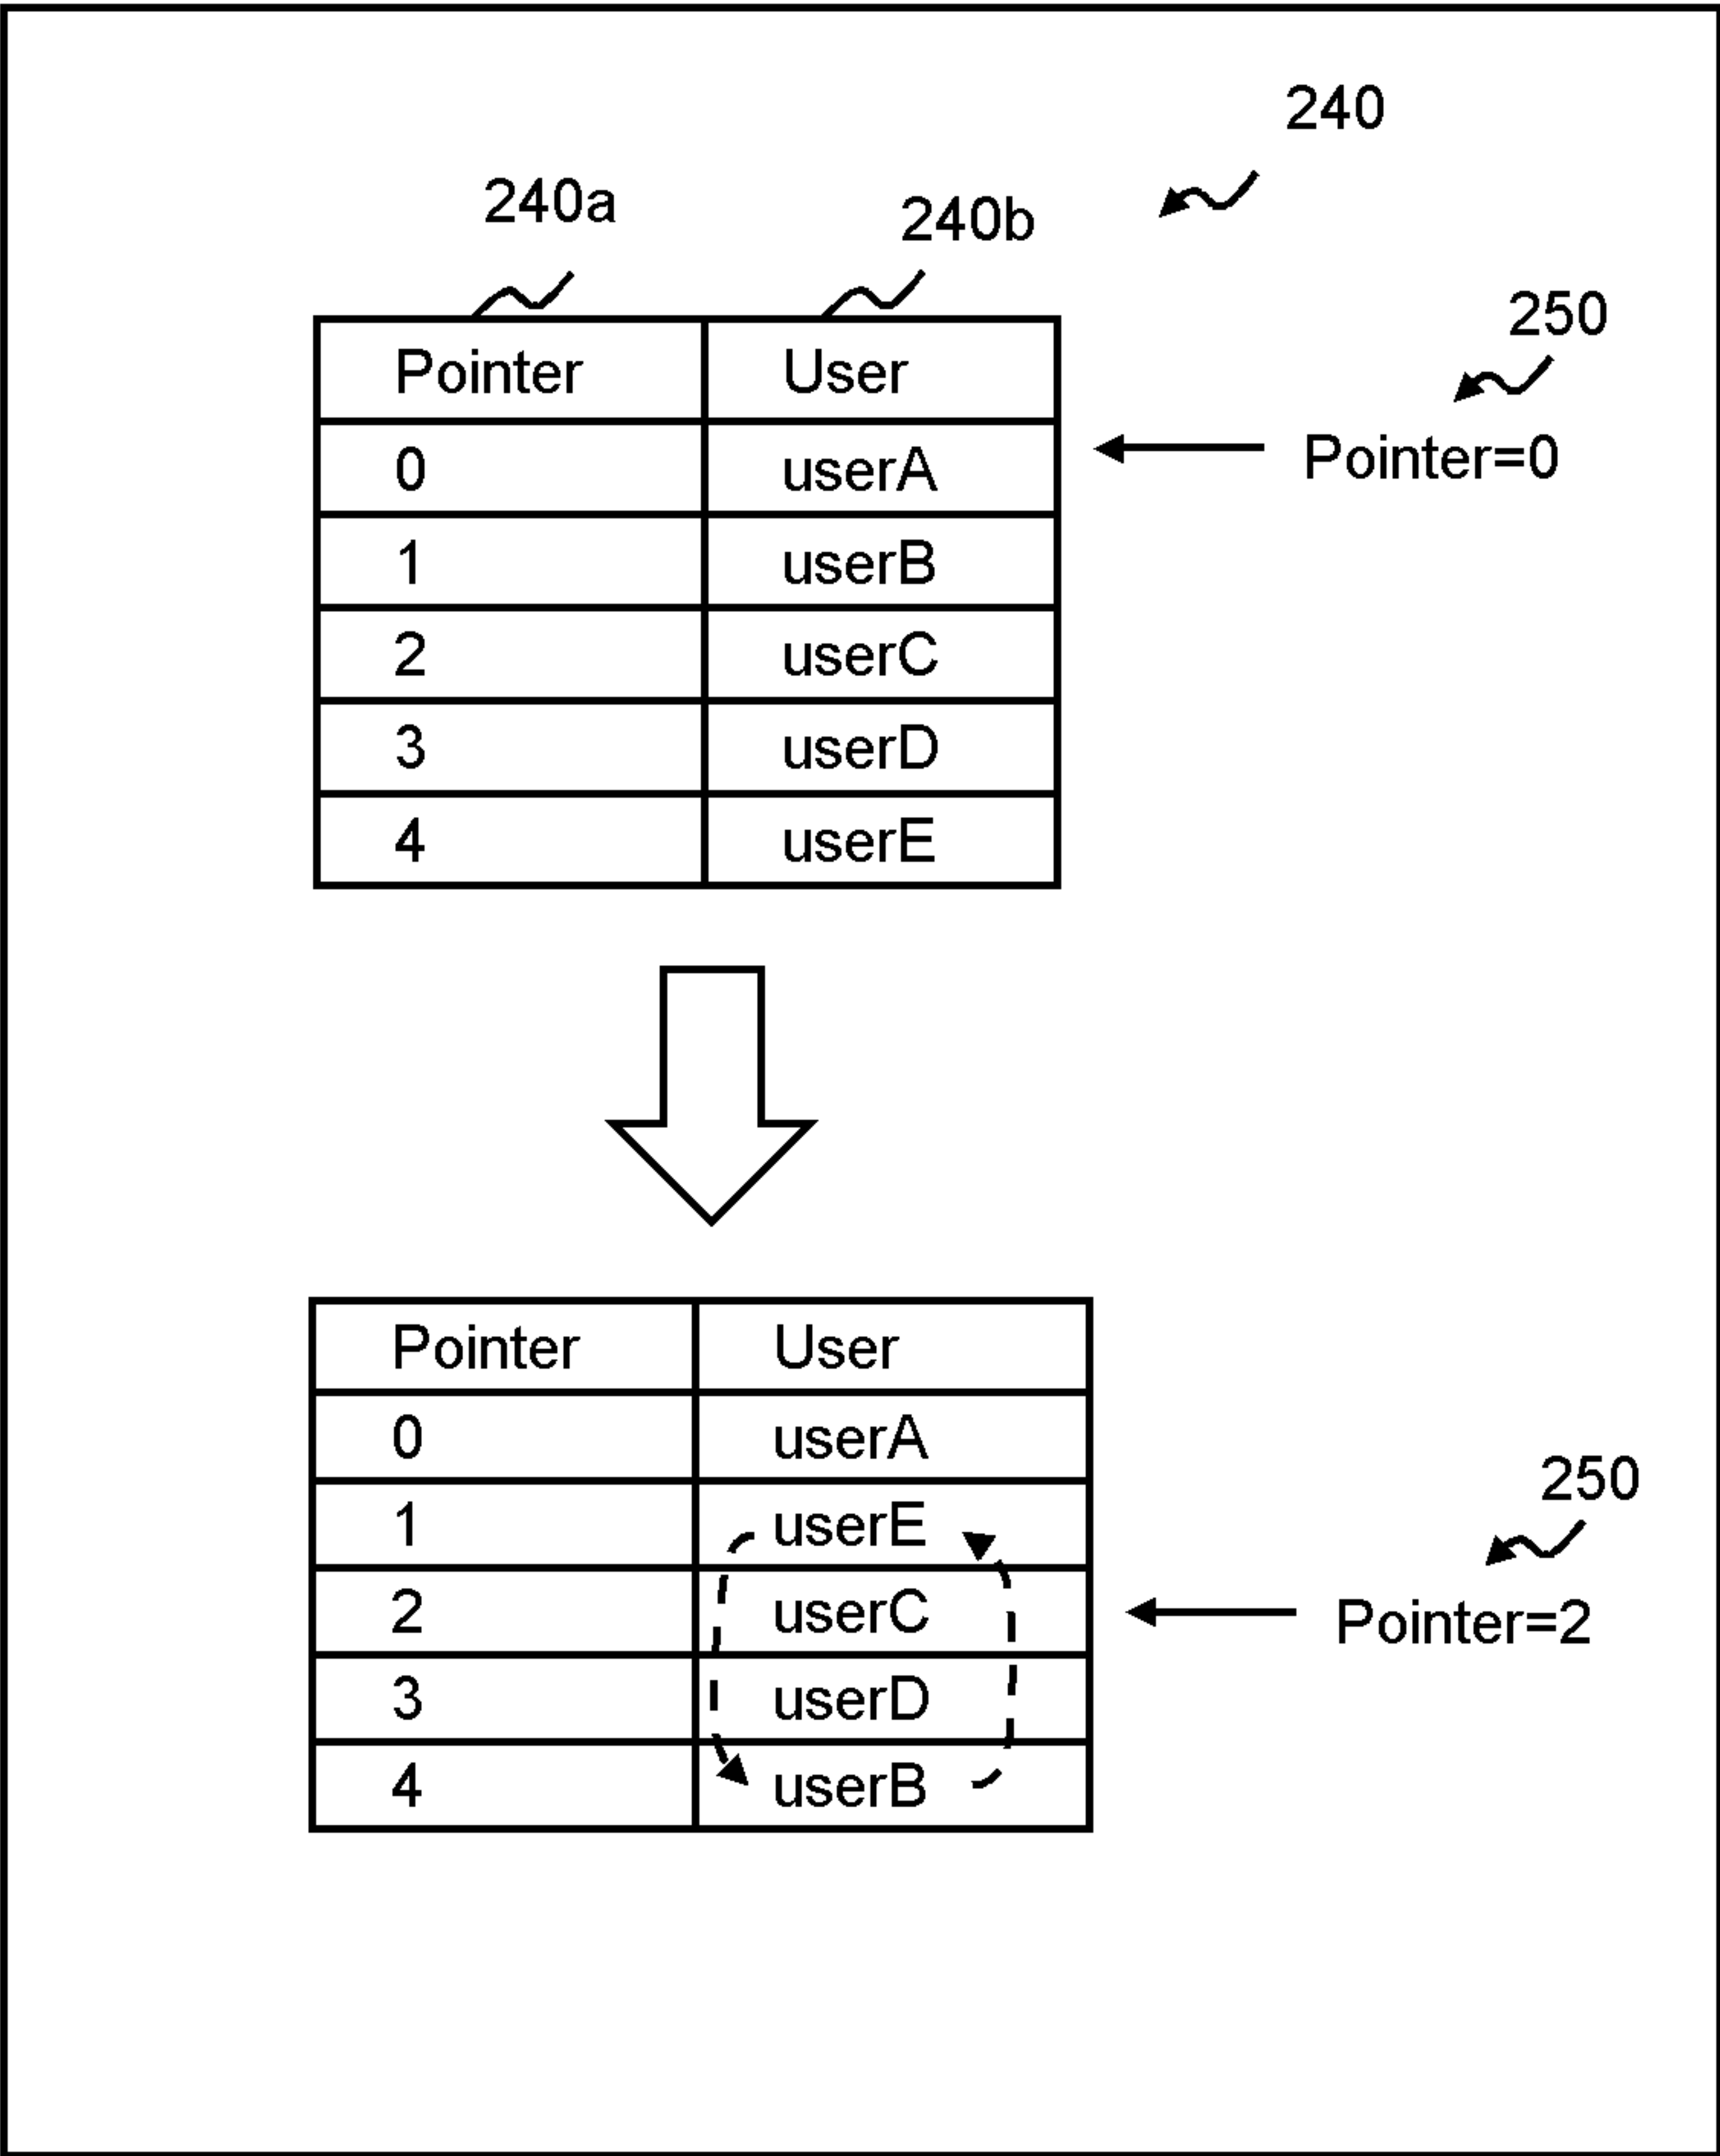 240
240a 240b
250
Pointer User
Pointer=0
0 userA
1 userB
2 userC
3 userD
4 userE
Pointer User
0 userA
250
1 userE
2 userC
Pointer=2
3 userD
4 userB